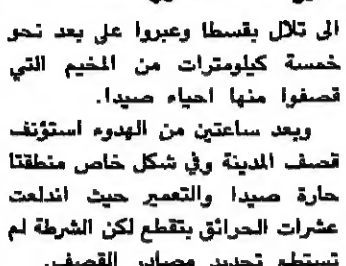 الى تلال بقسطا وعبروا على بعد نحو
خمسة كيلومترات من المخيم التي
قصفوا منها احياء صيدا.
وبعد ساعتين من الهدوء استؤنف
قصف المدينة وفي شكل خاص منطقتا
حارة صيدا والتعمير حيث اندلعت
عشرات الحرائق بتقطع لكن الشرطة لم
تستطع تحديد مصادر القصف.